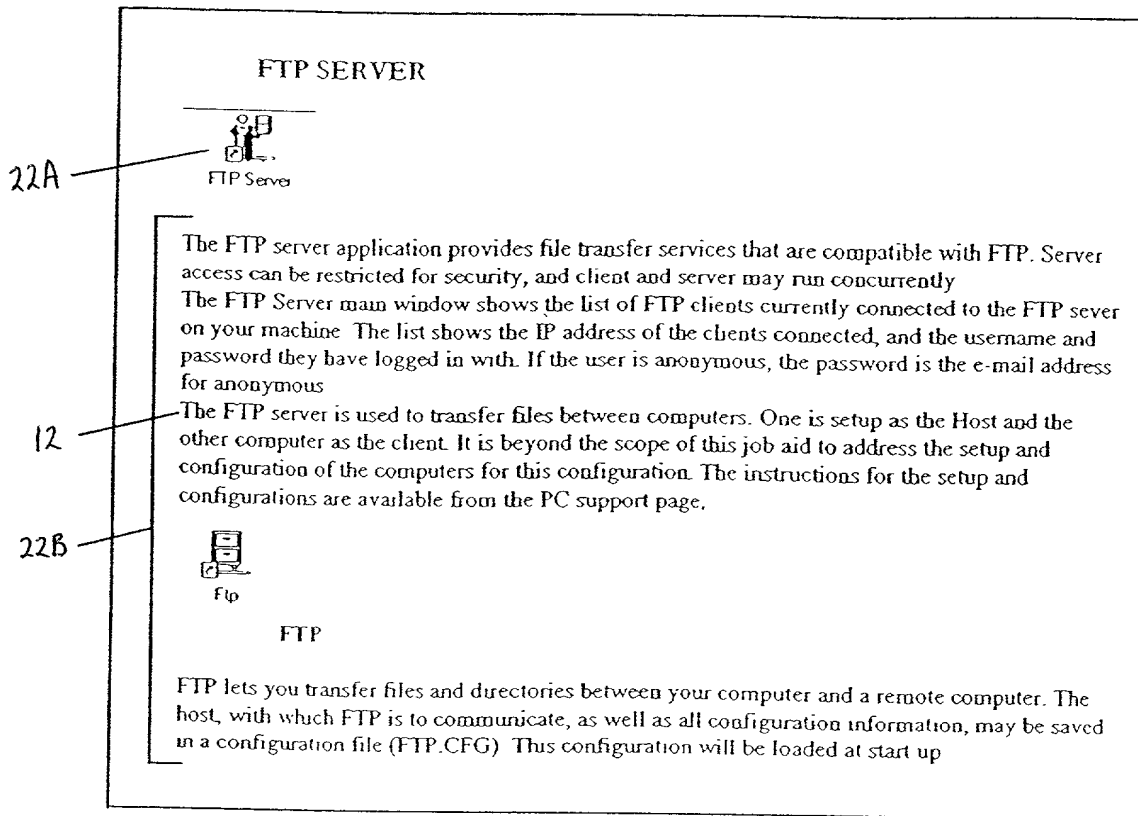 FTP SERVER
22A
FTP Server
The FTP server application provides file transfer services that are compatible with FTP. Server
access can be restricted for security, and client and server may run concurrently
The FTP Server main window shows the list of FTP clients currently connected to the FTP sever
on your machine The list shows the IP address of the clients connected, and the username and
password they have logged in with. If the user is anonymous, the password is the e-mail address
for anonymous
12
The FTP server is used to transfer files between computers. One is setup as the Host and the
other computer as the client. It is beyond the scope of this job aid to address the setup and
configuration of the computers for this configuration. The instructions for the setup and
configurations are available from the PC support page.
22B
Ftp
FTP
FTP lets you transfer files and directories between your computer and a remote computer. The
host, with which FTP is to communicate, as well as all configuration information, may be saved
in a configuration file (FTP.CFG) This configuration will be loaded at start up